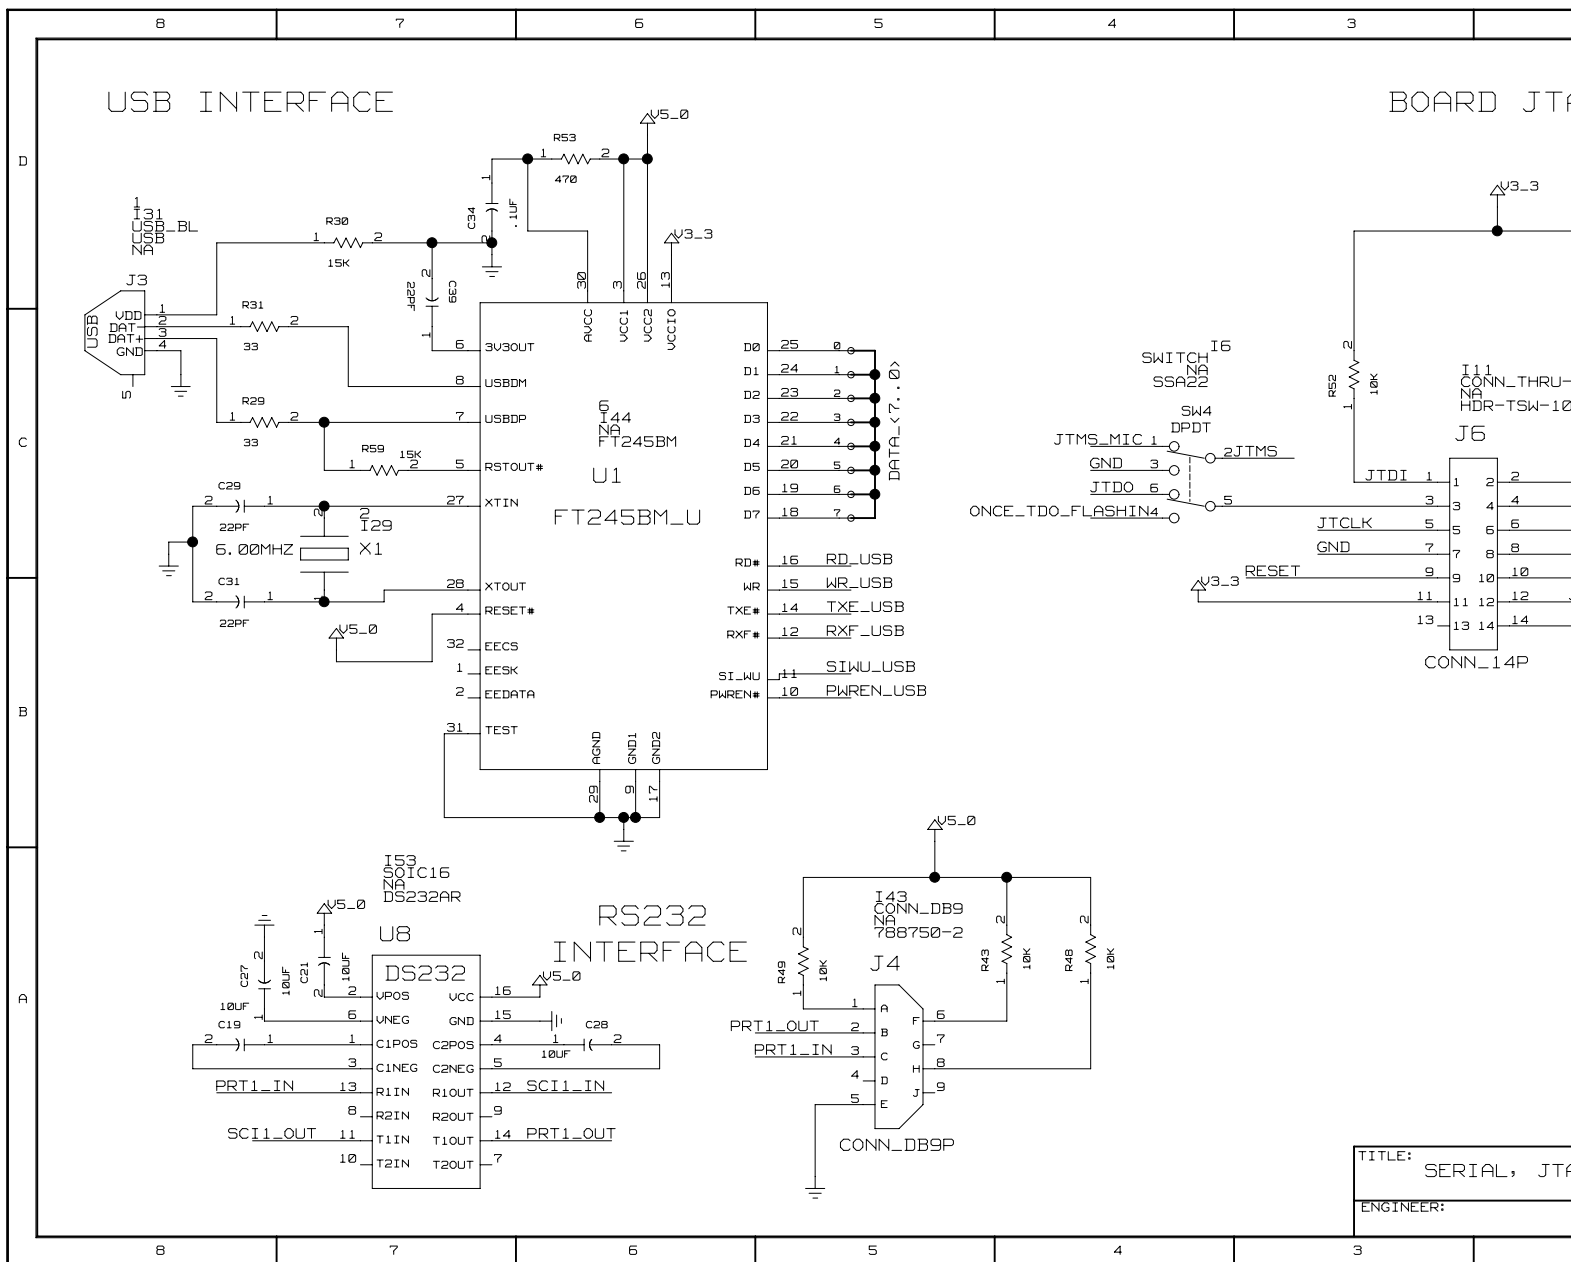 8 7 6 5 4 3
USB INTERFACE
BOARD JTA
D
C
B
A
V5_0
R53
1 2
470
1
C34
.1UF
2
V3_3
1
I31
USB_BL
USB
NA
R30
1 2
15K
2
C39
22PF
1
J3
USB
VDD 1
DAT- 2
DAT+ 3
GND 4
5
R31
1 2
33
R29
1 2
33
R59
15K
1 2
30 3 26 13
AVCC VCC1 VCC2 VCCIO
6 3V3OUT
8 USBDM
7 USBDP
5 RSTOUT#
27 XTIN
28 XTOUT
4 RESET#
32 EECS
1 EESK
2 EEDATA
31 TEST
6
I44
NA
FT245BM
U1
FT245BM_U
D0 25 0
D1 24 1
D2 23 2
D3 22 3
D4 21 4
D5 20 5
D6 19 6
D7 18 7
DATA_<7..0>
RD# 16 RD_USB
WR 15 WR_USB
TXE# 14 TXE_USB
RXF# 12 RXF_USB
SI_WU 11 SIWU_USB
PWREN# 10 PWREN_USB
AGND GND1 GND2
29 9 17
C29
2 1
22PF
2 2
I29
6.00MHZ X1
1
C31
2 1
22PF
V5_0
V3_3
I6
SWITCH
NA
SSA22
SW4
DPDT
JTMS_MIC 1
2 JTMS
GND 3
JTDO 6
5
ONCE_TDO_FLASHIN 4
2
R52
10K
1
I11
CONN_THRU-
NA
HDR-TSW-10
J6
JTDI 1 1 2 2
3 3 4 4
JTCLK 5 5 6 6
GND 7 7 8 8
RESET 9 9 10 10
V3_3 11 11 12 12
13 13 14 14
CONN_14P
I53
SOIC16
NA
DS232AR
V5_0
U8
RS232
INTERFACE
2
C27
10UF
1
1
C21
10UF
2
10UF
C19
2 1
DS232
V5_0
2 VPOS VCC 16
6 VNEG GND 15
1 C1POS C2POS 4
3 C1NEG C2NEG 5
PRT1_IN 13 R1IN R1OUT 12 SCI1_IN
8 R2IN R2OUT 9
SCI1_OUT 11 T1IN T1OUT 14 PRT1_OUT
10 T2IN T2OUT 7
C28
1 2
10UF
V5_0
I43
CONN_DB9
NA
788750-2
J4
2
R49
10K
1
2
R43
10K
1
2
R48
10K
1
1 A
PRT1_OUT 2 B
PRT1_IN 3 C
4 D
5 E
F 6
G 7
H 8
J 9
CONN_DB9P
TITLE:
SERIAL, JTA
ENGINEER:
8 7 6 5 4 3